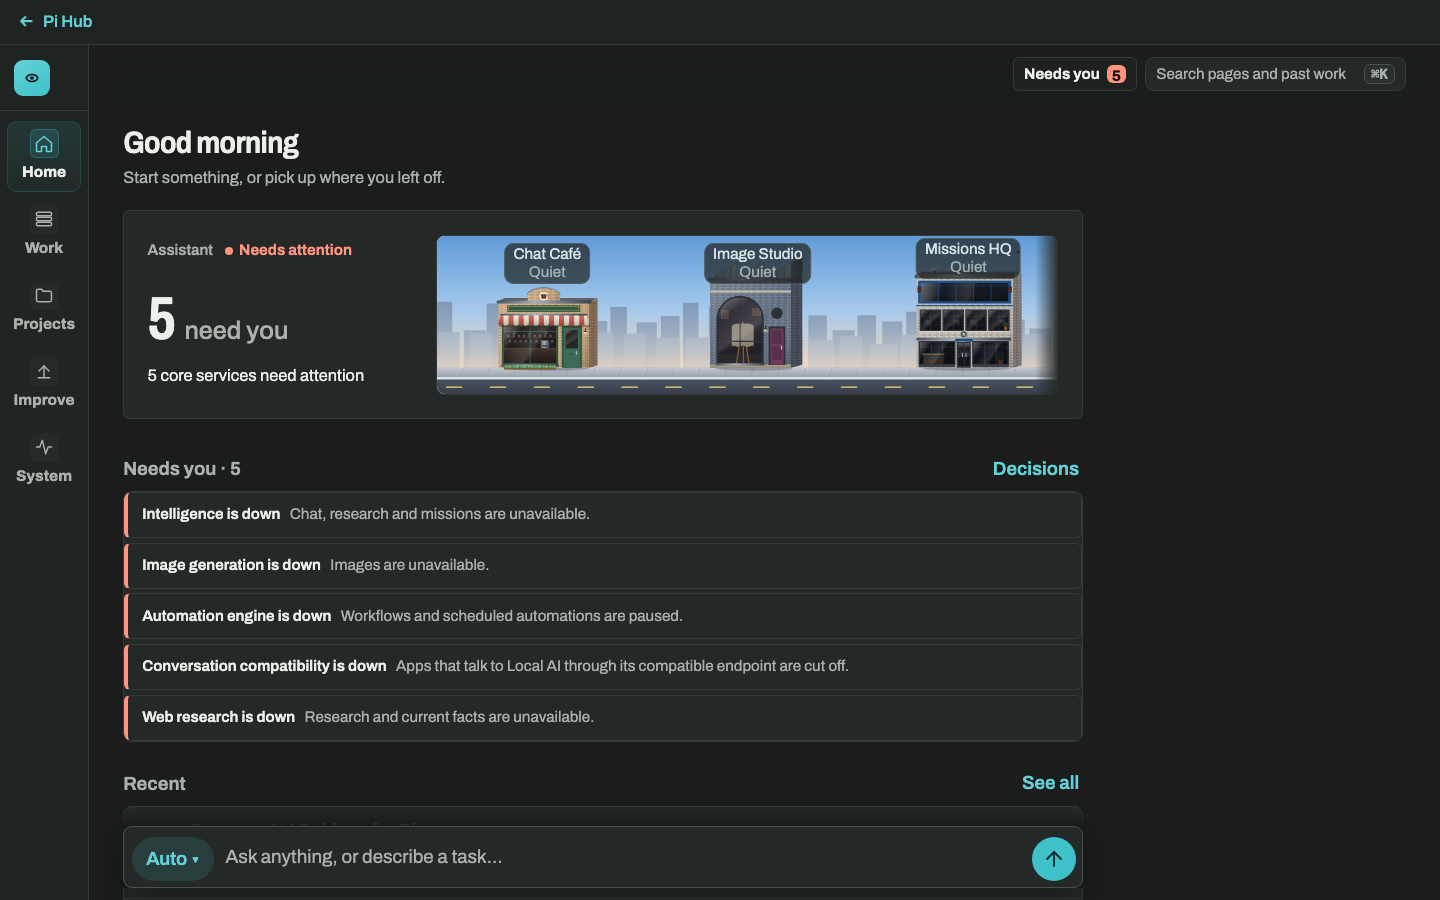 Pi Hub
Needs you 5
Search pages and past work ⌘K
Home
Work
Projects
Improve
System
Good morning
Start something, or pick up where you left off.
Assistant Needs attention
5 need you
5 core services need attention
Chat Café
Quiet
Image Studio
Quiet
Missions HQ
Quiet
Needs you · 5
Decisions
Intelligence is down Chat, research and missions are unavailable.
Image generation is down Images are unavailable.
Automation engine is down Workflows and scheduled automations are paused.
Conversation compatibility is down Apps that talk to Local AI through its compatible endpoint are cut off.
Web research is down Research and current facts are unavailable.
Recent
See all
Auto ▾
Ask anything, or describe a task...